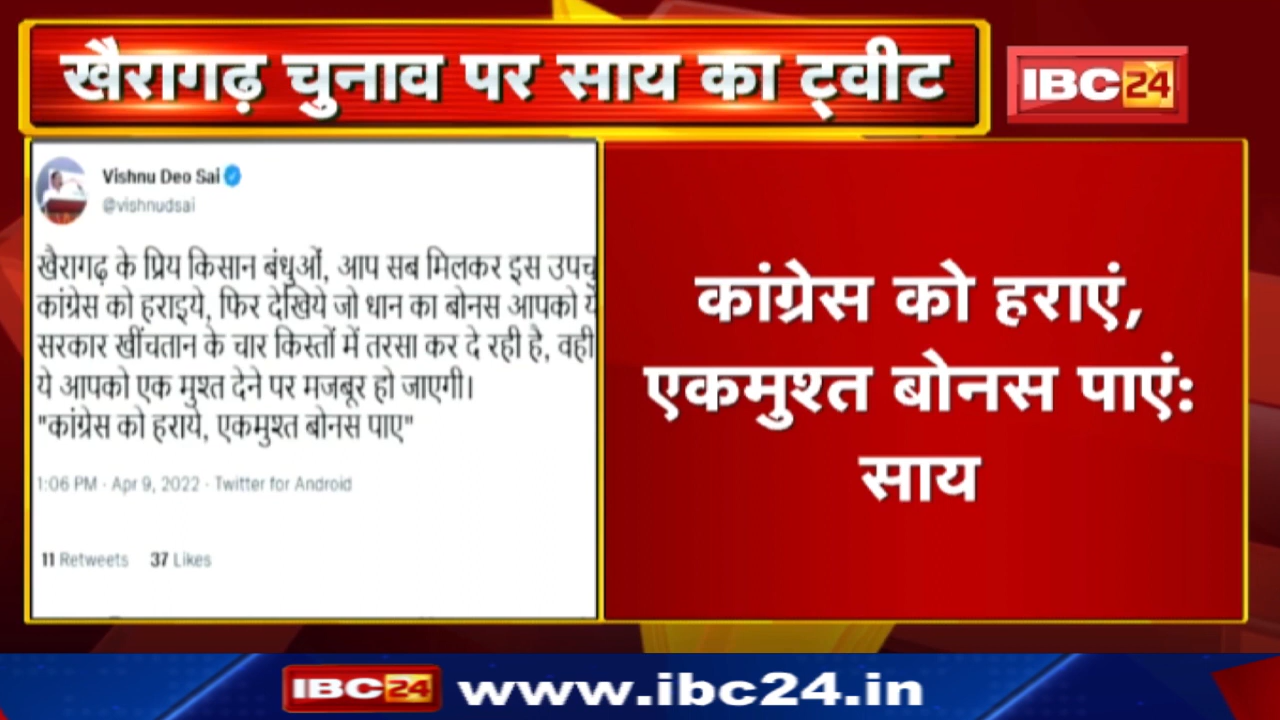 खैरागढ़ चुनाव पर साय का ट्वीट
IBC24
Vishnu Deo Sai
@vishnudsai
खैरागढ़ के प्रिय किसान बंधुओं, आप सब मिलकर इस
कांग्रेस को हराइये, फिर देखिये जो धान का बोनस आपको
सरकार खींचतान के चार किस्तों में तरसा कर दे रही है, वही
ये आपको एक मुश्त देने पर मजबूर हो जाएगी।
"कांग्रेस को हराये, एकमुश्त बोनस पाए"
1:06 PM · Apr 9, 2022 · Twitter for Android
11 Retweets 37 Likes
कांग्रेस को हराएं,
एकमुश्त बोनस पाएं:
साय
IBC24 www.ibc24.in